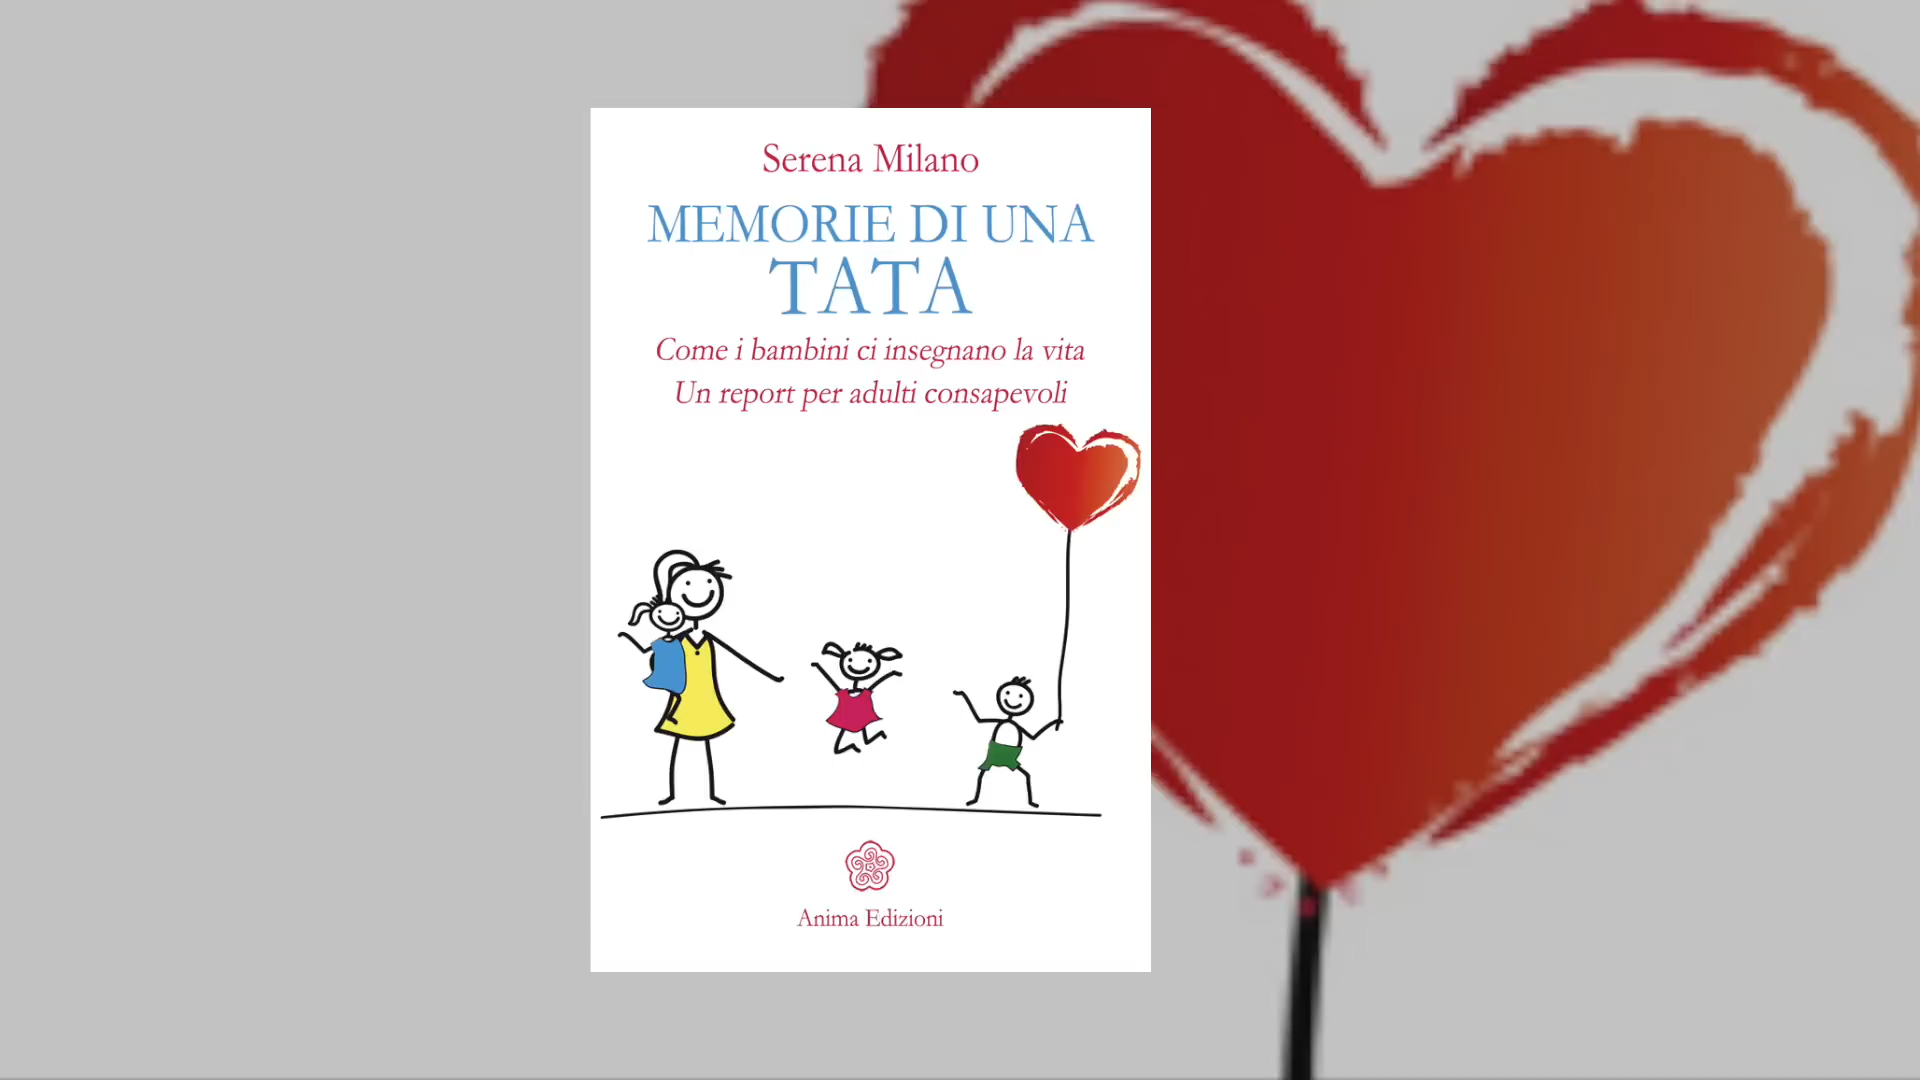 Serena Milano
MEMORIE DI UNA
TATA
Come i bambini ci insegnano la vita
Un report per adulti consapevoli
Anima Edizioni